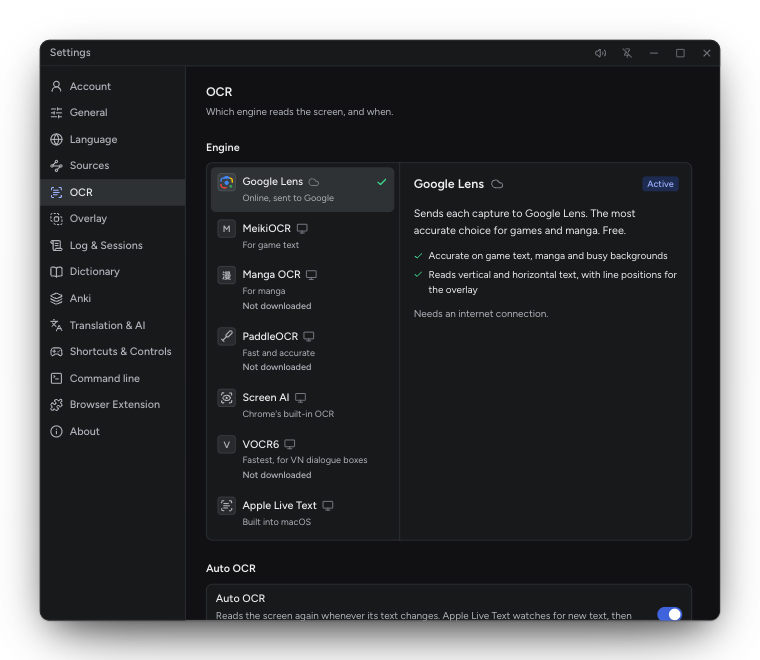 Settings
Account
General
Language
Sources
OCR
Overlay
Log & Sessions
Dictionary
Anki
Translation & AI
Shortcuts & Controls
Command line
Browser Extension
About
OCR
Which engine reads the screen, and when.
Engine
Google Lens
Online, sent to Google
M MeikiOCR
For game text
漫 Manga OCR
For manga
Not downloaded
PaddleOCR
Fast and accurate
Not downloaded
Screen AI
Chrome's built-in OCR
V VOCR6
Fastest, for VN dialogue boxes
Not downloaded
Apple Live Text
Built into macOS
Google Lens
Active
Sends each capture to Google Lens. The most
accurate choice for games and manga. Free.
Accurate on game text, manga and busy backgrounds
Reads vertical and horizontal text, with line positions for
the overlay
Needs an internet connection.
Auto OCR
Auto OCR
Reads the screen again whenever its text changes. Apple Live Text watches for new text, then